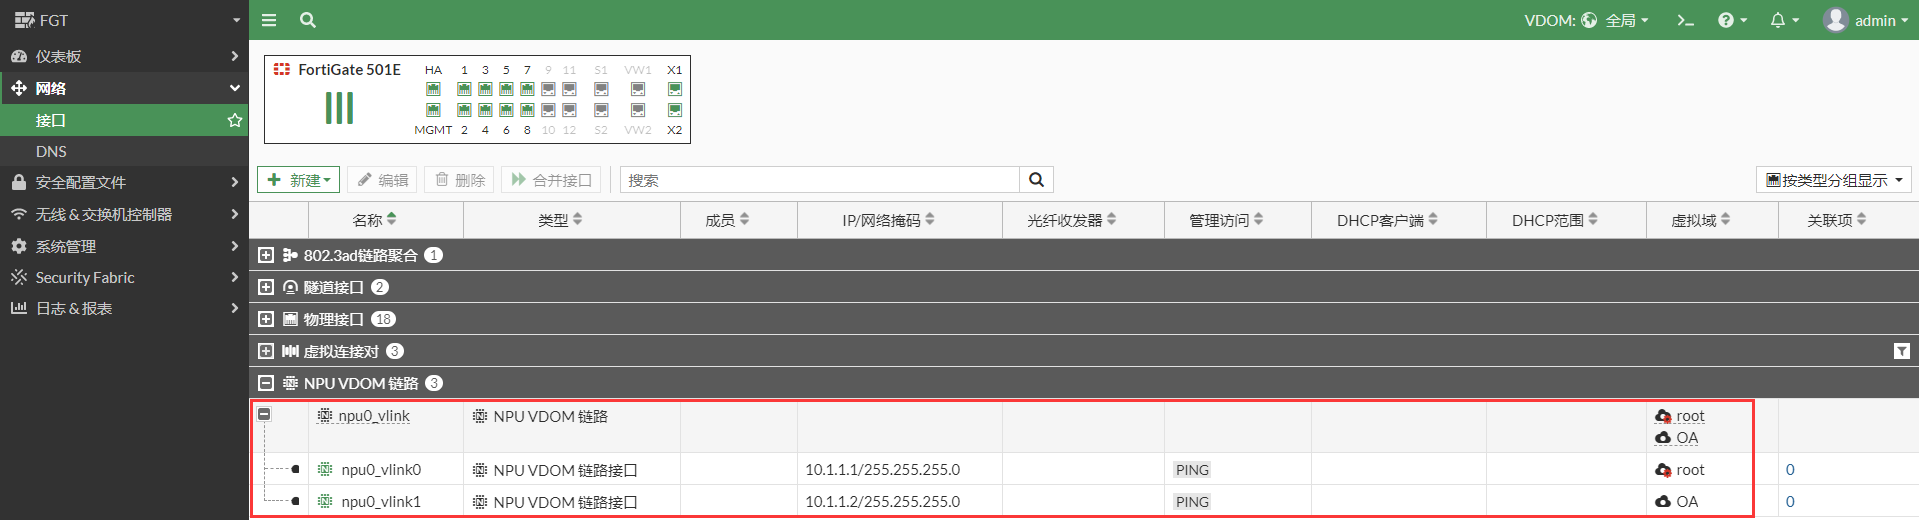 FGT
VDOM: 全局
admin
仪表板
网络
接口
DNS
安全配置文件
无线 & 交换机控制器
系统管理
Security Fabric
日志 & 报表
FortiGate 501E
HA 1 3 5 7 9 11 S1 VW1 X1
MGMT 2 4 6 8 10 12 S2 VW2 X2
新建 编辑 删除 合并接口 搜索 按类型分组显示
名称 类型 成员 IP/网络掩码 光纤收发器 管理访问 DHCP客户端 DHCP范围 虚拟域 关联项
802.3ad链路聚合 1
隧道接口 2
物理接口 18
虚拟连接对 3
NPU VDOM 链路 3
npu0_vlink NPU VDOM 链路 root
OA
npu0_vlink0 NPU VDOM 链路接口 10.1.1.1/255.255.255.0 PING root 0
npu0_vlink1 NPU VDOM 链路接口 10.1.1.2/255.255.255.0 PING OA 0